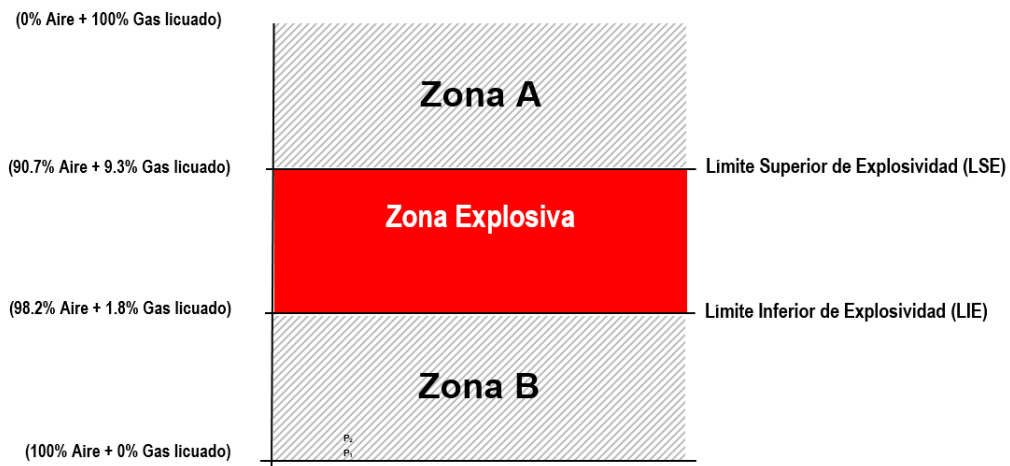 (0% Aire + 100% Gas licuado)
Zona A
(90.7% Aire + 9.3% Gas licuado)
Límite Superior de Explosividad (LSE)
Zona Explosiva
(98.2% Aire + 1.8% Gas licuado)
Límite Inferior de Explosividad (LIE)
Zona B
P₂
P₁
(100% Aire + 0% Gas licuado)